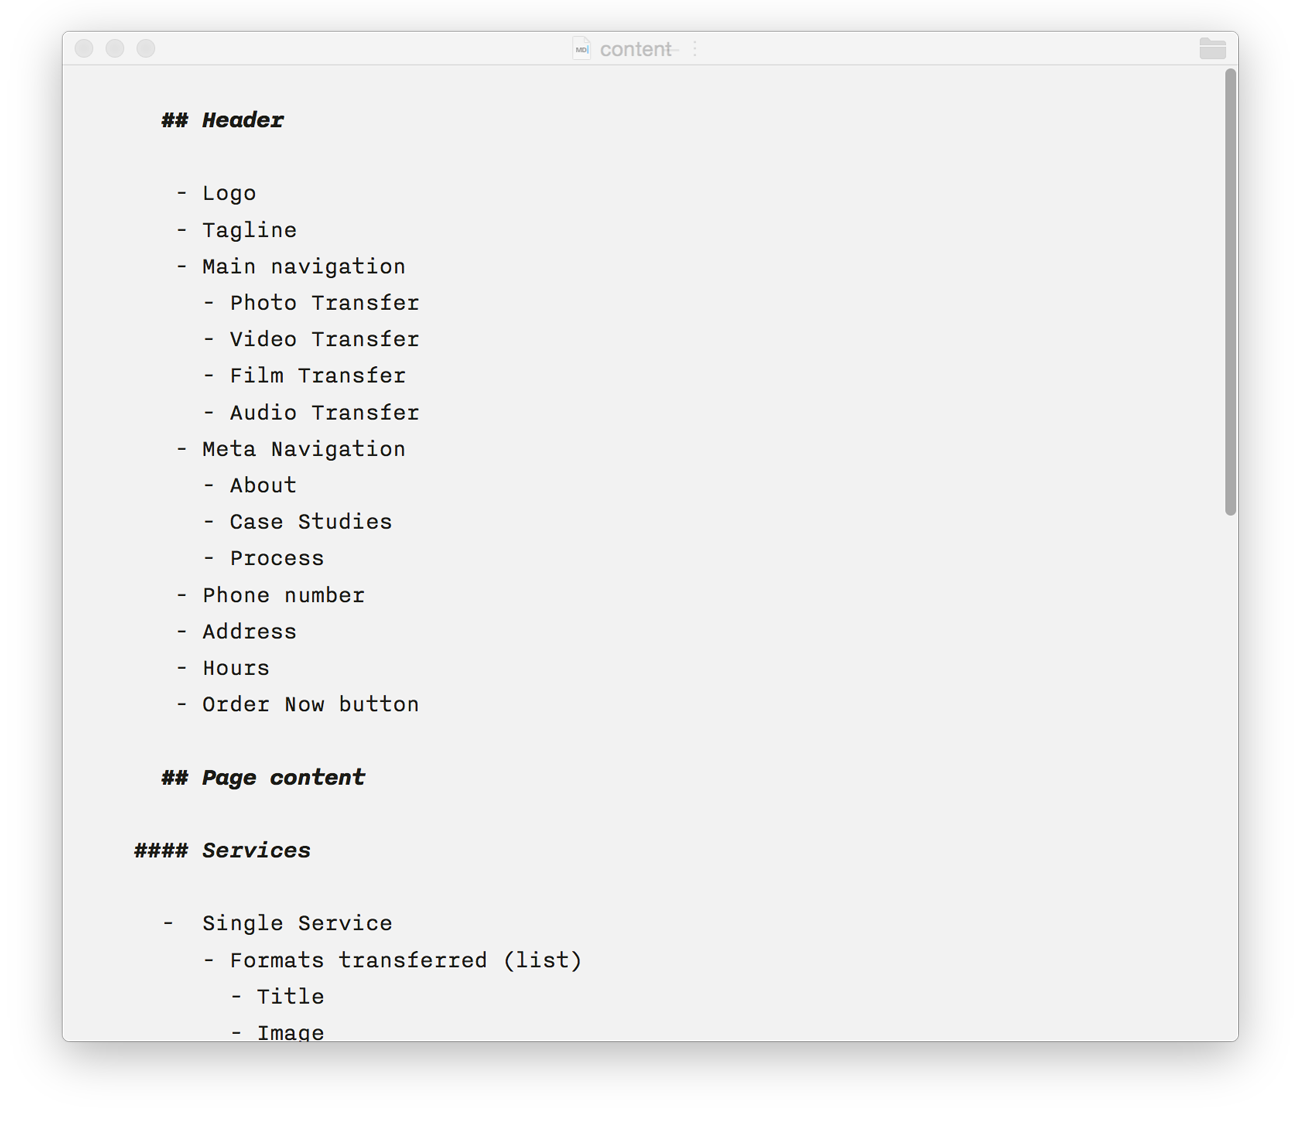 MD
content
## Header
- Logo
- Tagline
- Main navigation
- Photo Transfer
- Video Transfer
- Film Transfer
- Audio Transfer
- Meta Navigation
- About
- Case Studies
- Process
- Phone number
- Address
- Hours
- Order Now button
## Page content
#### Services
- Single Service
- Formats transferred (list)
- Title
- Image